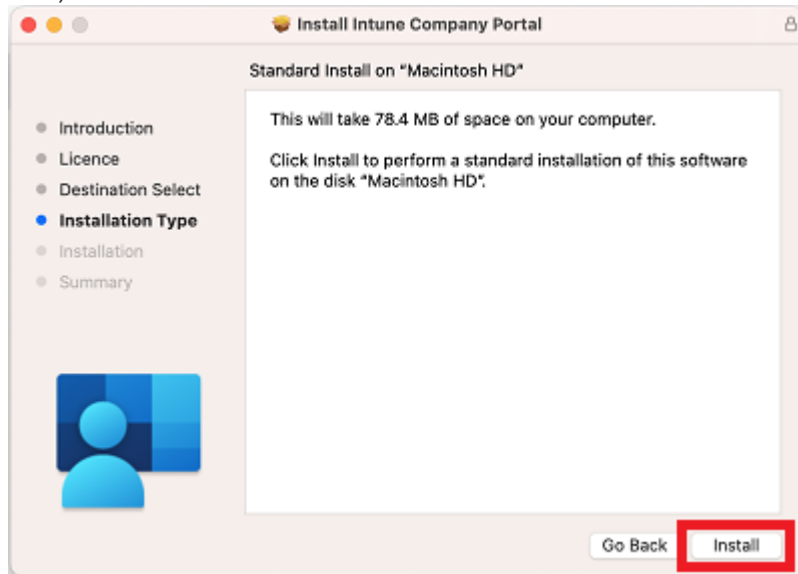 Install Intune Company Portal
Standard Install on "Macintosh HD"
Introduction
Licence
Destination Select
Installation Type
Installation
Summary
This will take 78.4 MB of space on your computer.
Click Install to perform a standard installation of this software
on the disk "Macintosh HD".
Go Back
Install